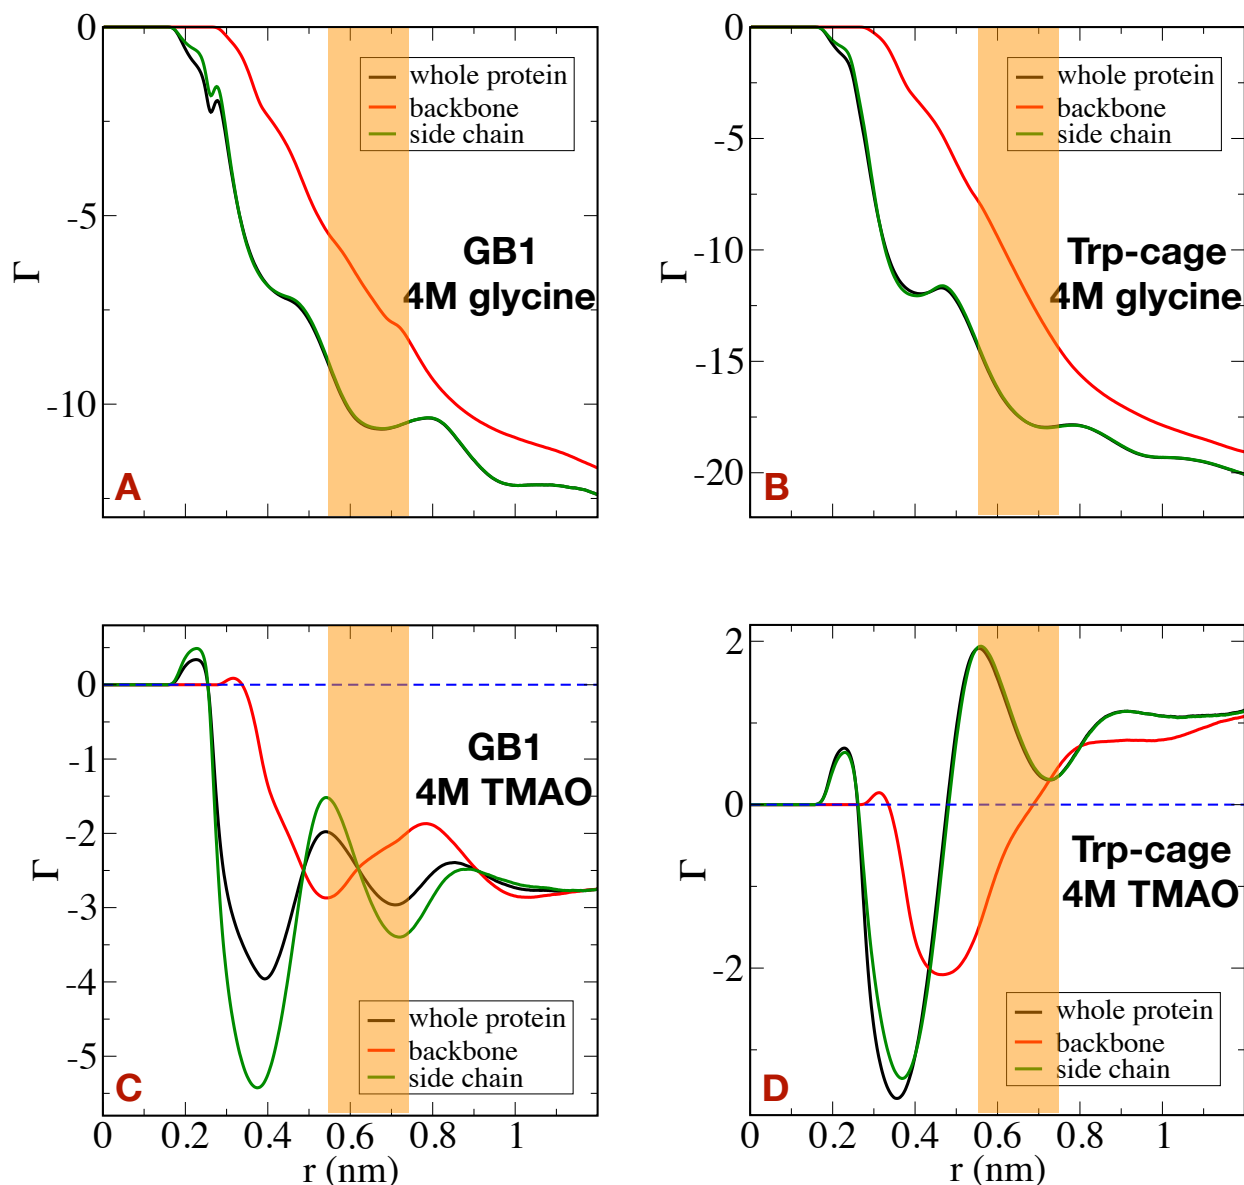 0
-5
-10
Γ
whole protein
backbone
side chain
GB1
4M glycine
A
0
-5
-10
-15
-20
Γ
whole protein
backbone
side chain
Trp-cage
4M glycine
B
0
-1
-2
-3
-4
-5
Γ
GB1
4M TMAO
whole protein
backbone
side chain
C
0 0.2 0.4 0.6 0.8 1
r (nm)
2
0
-2
Γ
Trp-cage
4M TMAO
whole protein
backbone
side chain
D
0 0.2 0.4 0.6 0.8 1
r (nm)